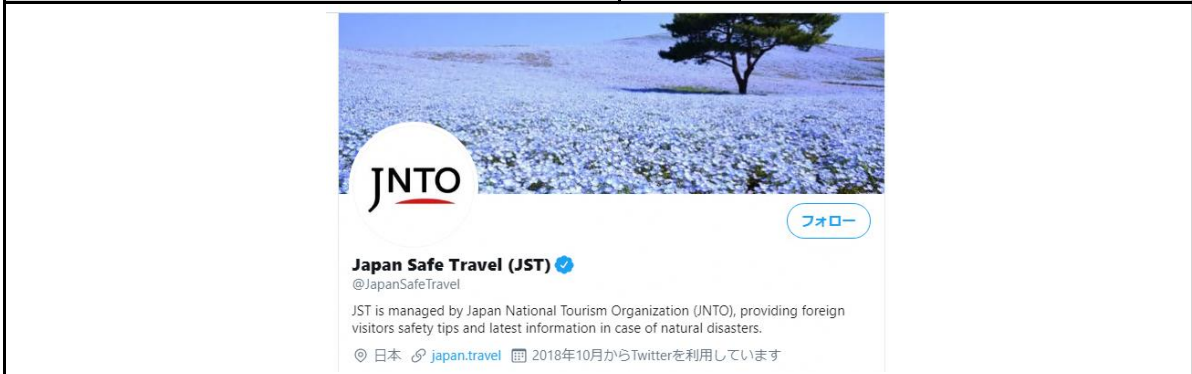 JNTO
フォロー
Japan Safe Travel (JST)
@JapanSafeTravel
JST is managed by Japan National Tourism Organization (JNTO), providing foreign
visitors safety tips and latest information in case of natural disasters.
日本 japan.travel 2018年10月からTwitterを利用しています